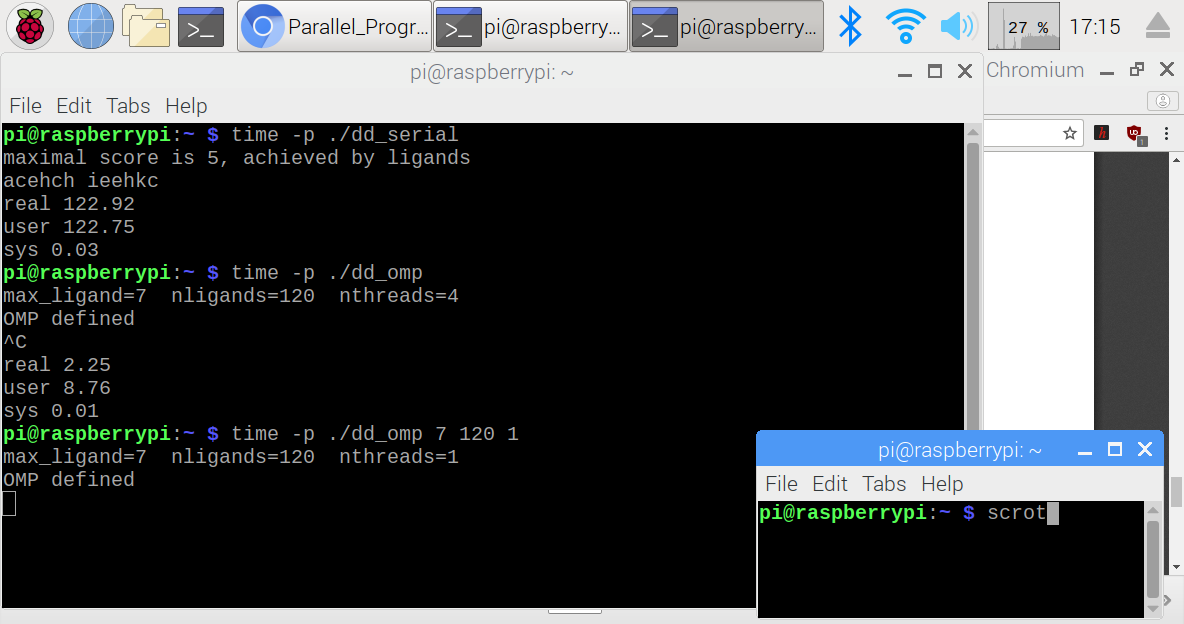 Parallel_Progr... pi@raspberry... pi@raspberry... 27 % 17:15
pi@raspberrypi: ~
Chromium
File Edit Tabs Help
pi@raspberrypi:~ $ time -p ./dd_serial
maximal score is 5, achieved by ligands
acehch ieehkc
real 122.92
user 122.75
sys 0.03
pi@raspberrypi:~ $ time -p ./dd_omp
max_ligand=7  nligands=120  nthreads=4
OMP defined
^C
real 2.25
user 8.76
sys 0.01
pi@raspberrypi:~ $ time -p ./dd_omp 7 120 1
max_ligand=7  nligands=120  nthreads=1
OMP defined
pi@raspberrypi: ~
File Edit Tabs Help
pi@raspberrypi:~ $ scrot